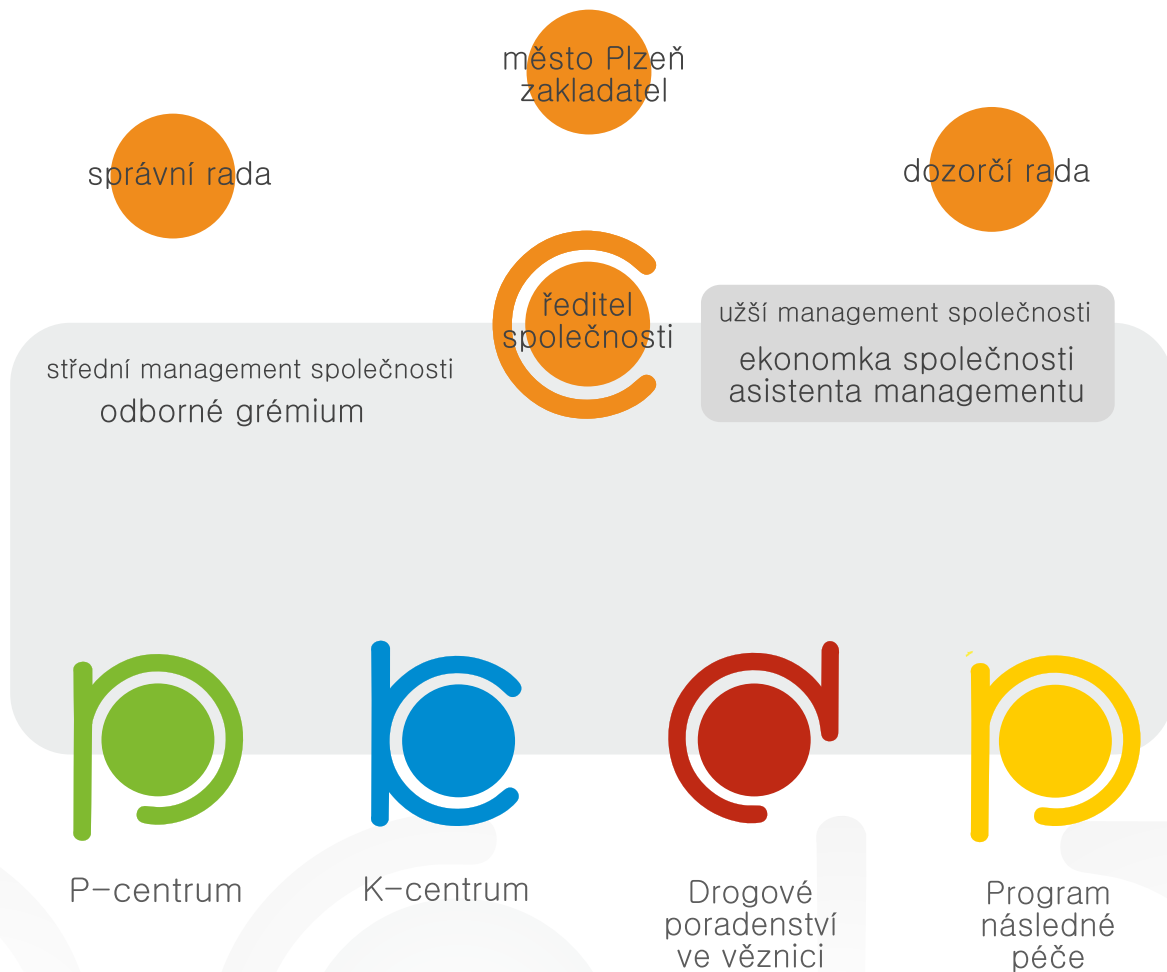 město Plzeň
zakladatel
správní rada
dozorčí rada
ředitel
společnosti
užší management společnosti
ekonomka společnosti
asistenta managementu
střední management společnosti
odborné grémium
P-centrum
K-centrum
Drogové
poradenství
ve věznici
Program
následné
péče